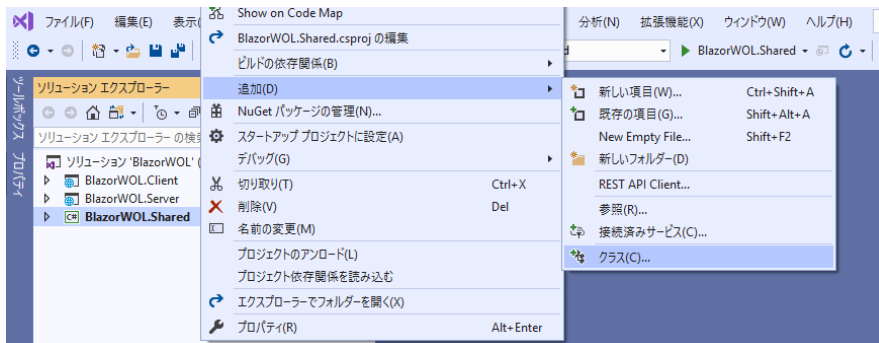 ファイル(F) 編集(E) 表示(
分析(N) 拡張機能(X) ウィンドウ(W) ヘルプ(H)
BlazorWOL.Shared
ツールボックス
プロパティ
ソリューション エクスプローラー
ソリューション エクスプローラー の検索
ソリューション 'BlazorWOL' (
BlazorWOL.Client
BlazorWOL.Server
BlazorWOL.Shared
Show on Code Map
BlazorWOL.Shared.csproj の編集
ビルドの依存関係(B)
追加(D)
NuGet パッケージの管理(N)...
スタートアップ プロジェクトに設定(A)
デバッグ(G)
切り取り(T) Ctrl+X
削除(V) Del
名前の変更(M)
プロジェクトのアンロード(L)
プロジェクト依存関係を読み込む
エクスプローラーでフォルダーを開く(X)
プロパティ(R) Alt+Enter
新しい項目(W)... Ctrl+Shift+A
既存の項目(G)... Shift+Alt+A
New Empty File... Shift+F2
新しいフォルダー(D)
REST API Client...
参照(R)...
接続済みサービス(C)...
クラス(C)...